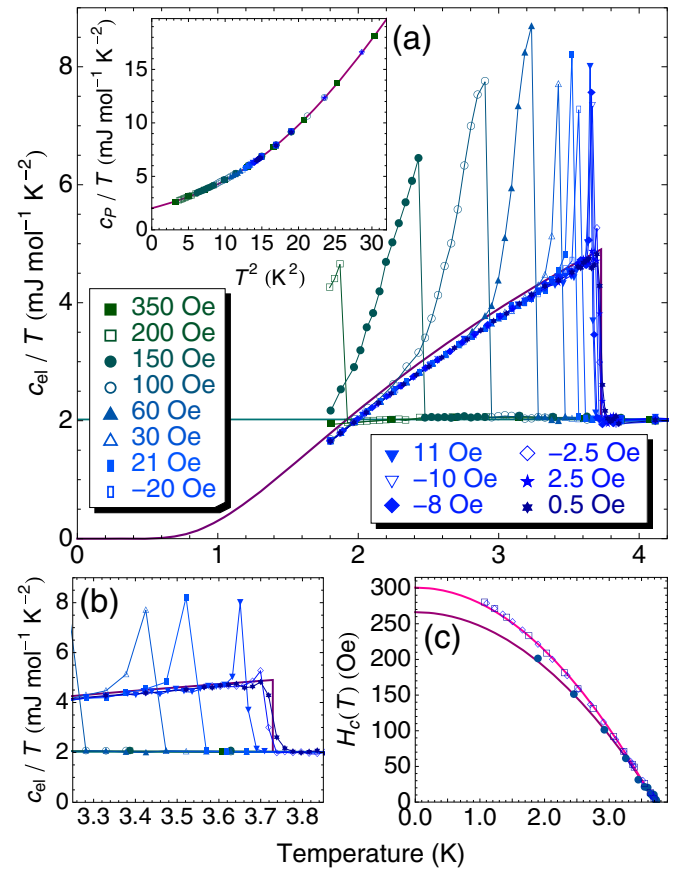 (a)
8
6
4
2
0
c_el / T (mJ mol⁻¹ K⁻²)
0
1
2
3
4
20
15
10
5
0
c_P / T (mJ mol⁻¹ K⁻²)
0
5
10
15
20
25
30
T² (K²)
350 Oe
200 Oe
150 Oe
100 Oe
60 Oe
30 Oe
21 Oe
−20 Oe
11 Oe
−10 Oe
−8 Oe
−2.5 Oe
2.5 Oe
0.5 Oe
(b)
8
6
4
2
0
c_el / T (mJ mol⁻¹ K⁻²)
3.3
3.4
3.5
3.6
3.7
3.8
(c)
300
250
200
150
100
50
0
H_c(T) (Oe)
0.0
1.0
2.0
3.0
Temperature (K)